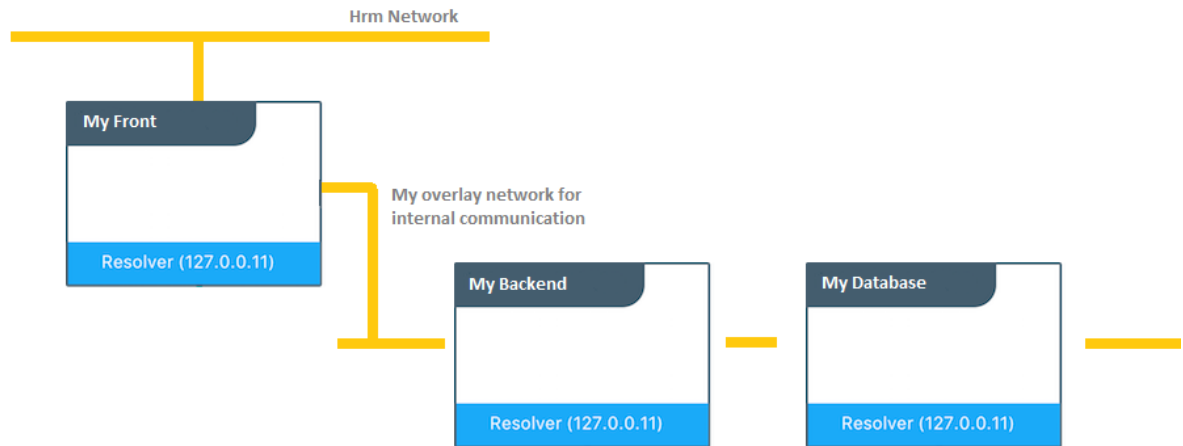 Hrm Network
My Front
Resolver (127.0.0.11)
My overlay network for
internal communication
My Backend
Resolver (127.0.0.11)
My Database
Resolver (127.0.0.11)